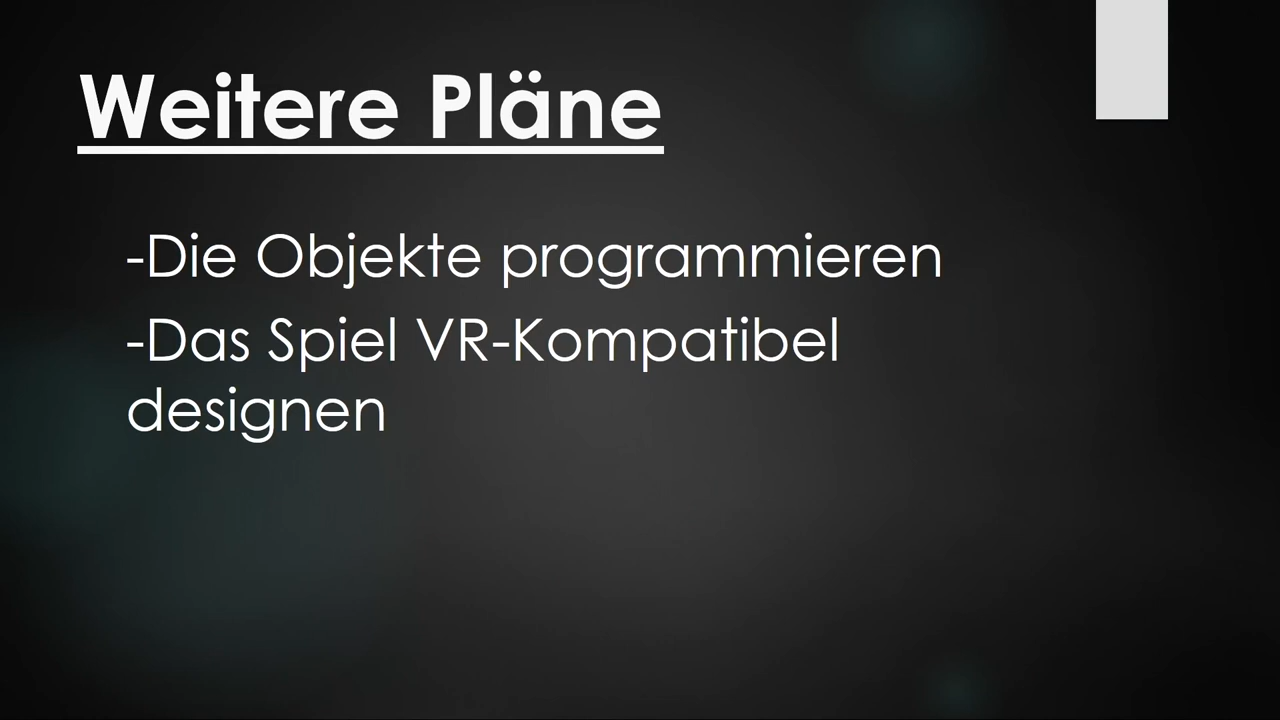 Weitere Pläne
-Die Objekte programmieren
-Das Spiel VR-Kompatibel
designen